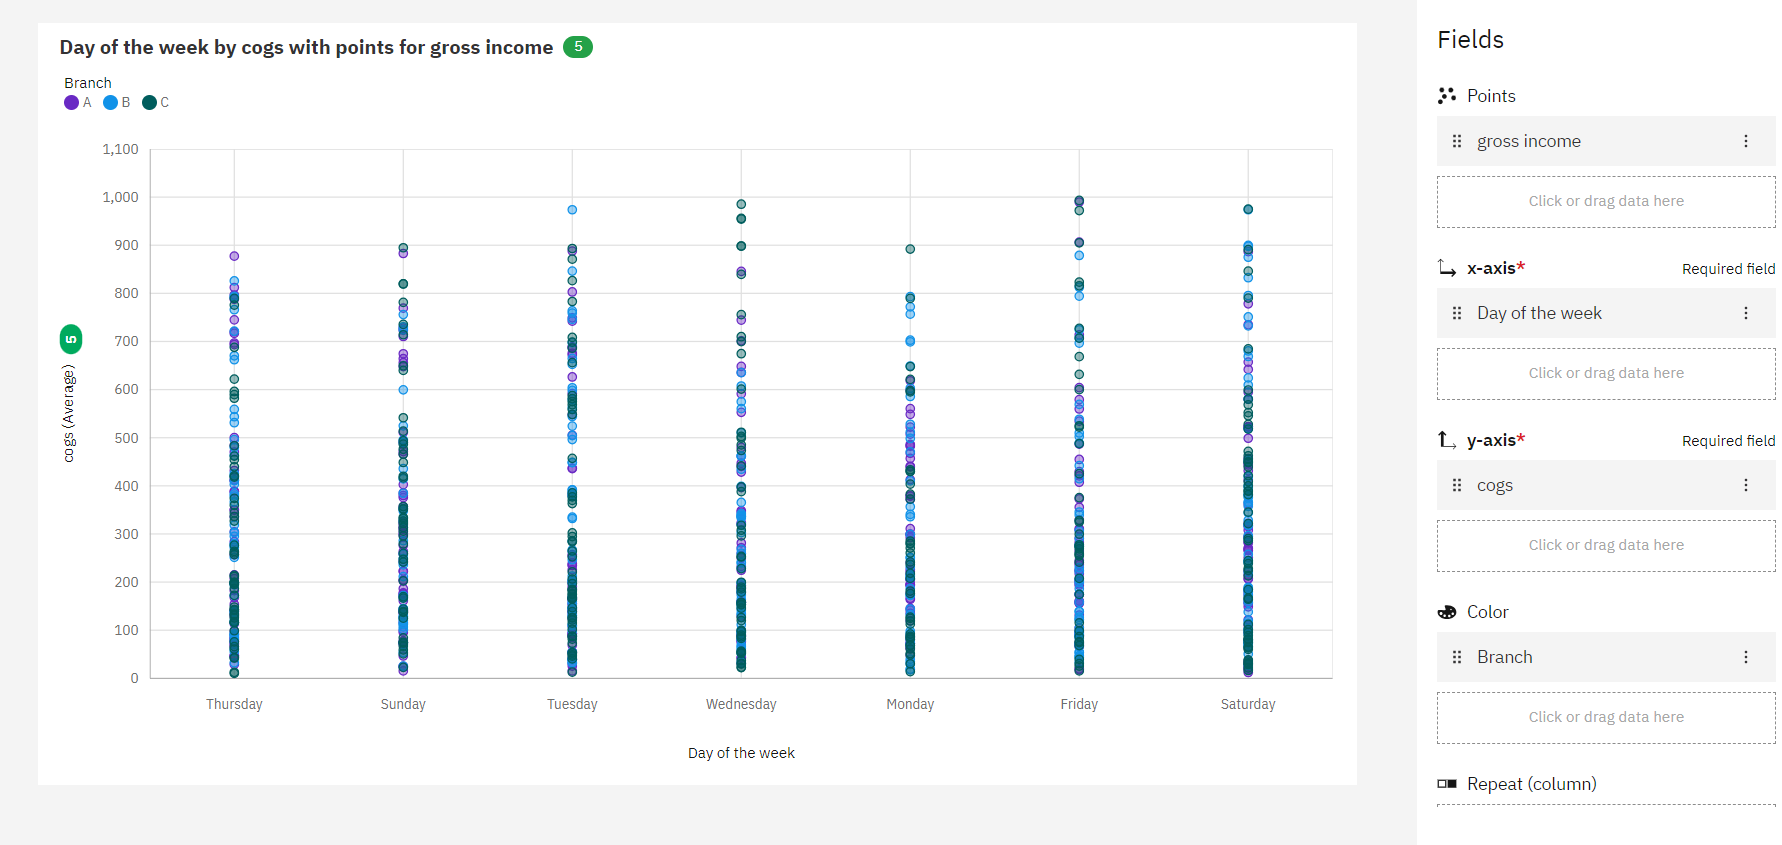 Day of the week by cogs with points for gross income 5
Branch
A B C
1,100
1,000
900
800
700
600
500
400
300
200
100
0
cogs (Average) 5
Thursday Sunday Tuesday Wednesday Monday Friday Saturday
Day of the week
Fields
Points
gross income
Click or drag data here
x-axis* Required field
Day of the week
Click or drag data here
y-axis* Required field
cogs
Click or drag data here
Color
Branch
Click or drag data here
Repeat (column)